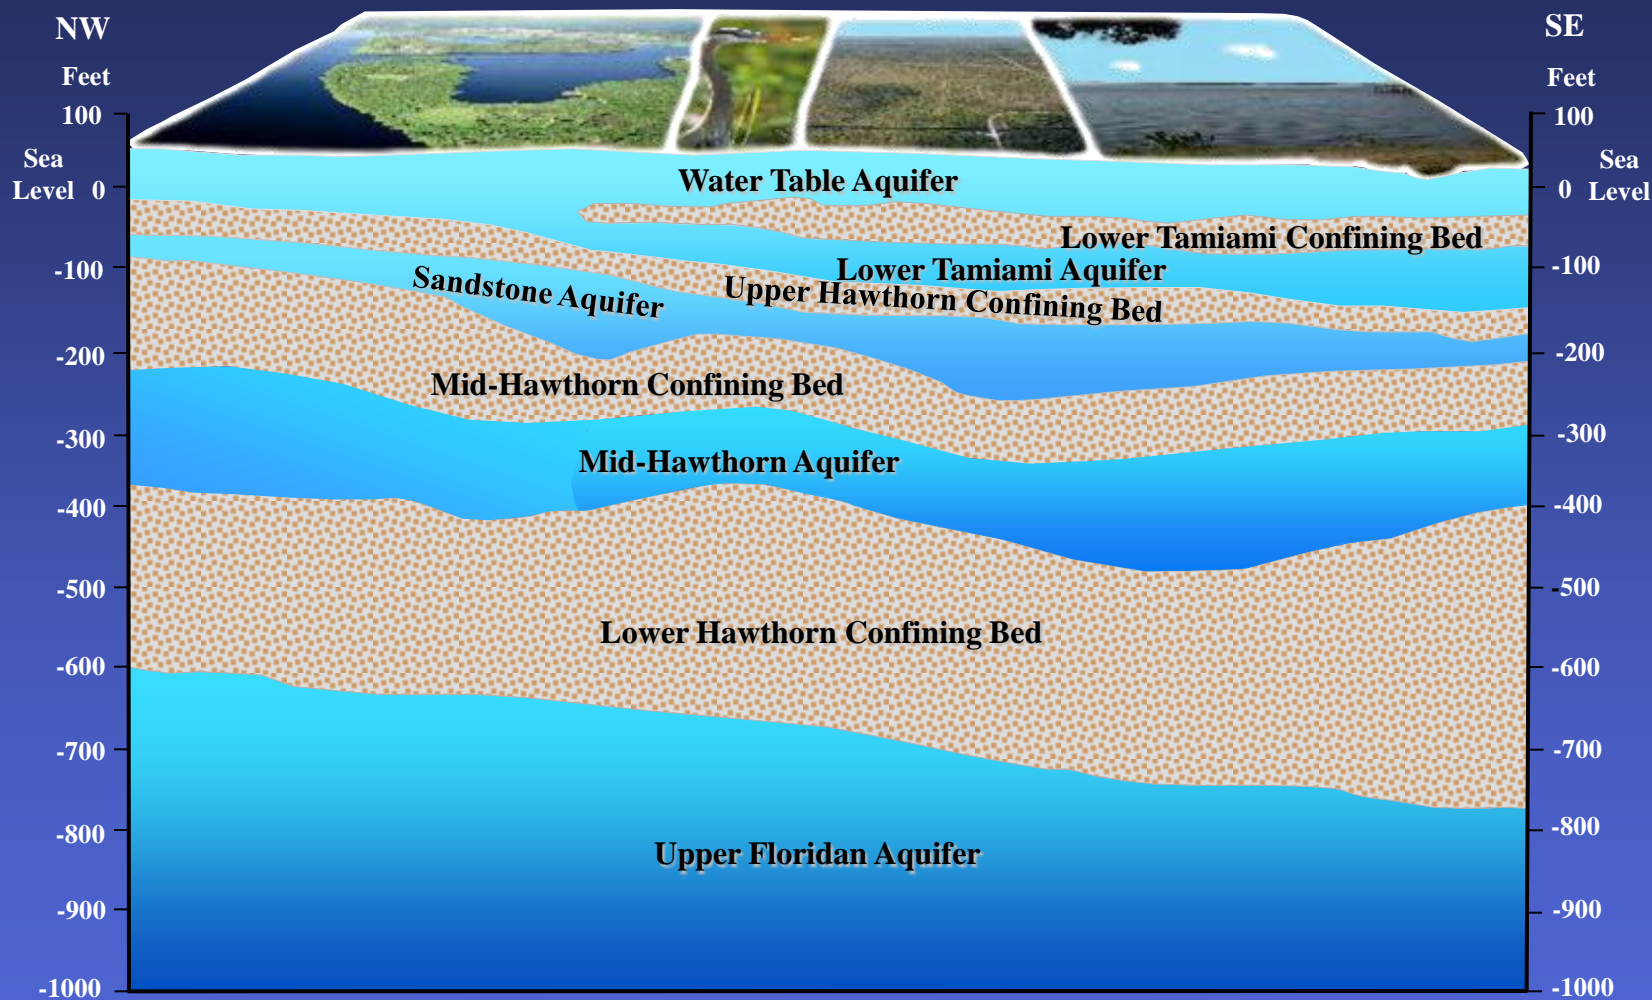 NW
SE
Feet
Feet
100
100
Sea
Level
0
0
Sea
Level
Water Table Aquifer
Lower Tamiami Confining Bed
-100
Lower Tamiami Aquifer
-100
Sandstone Aquifer
Upper Hawthorn Confining Bed
-200
-200
Mid-Hawthorn Confining Bed
-300
-300
Mid-Hawthorn Aquifer
-400
-400
-500
-500
Lower Hawthorn Confining Bed
-600
-600
-700
-700
-800
-800
Upper Floridan Aquifer
-900
-900
-1000
-1000